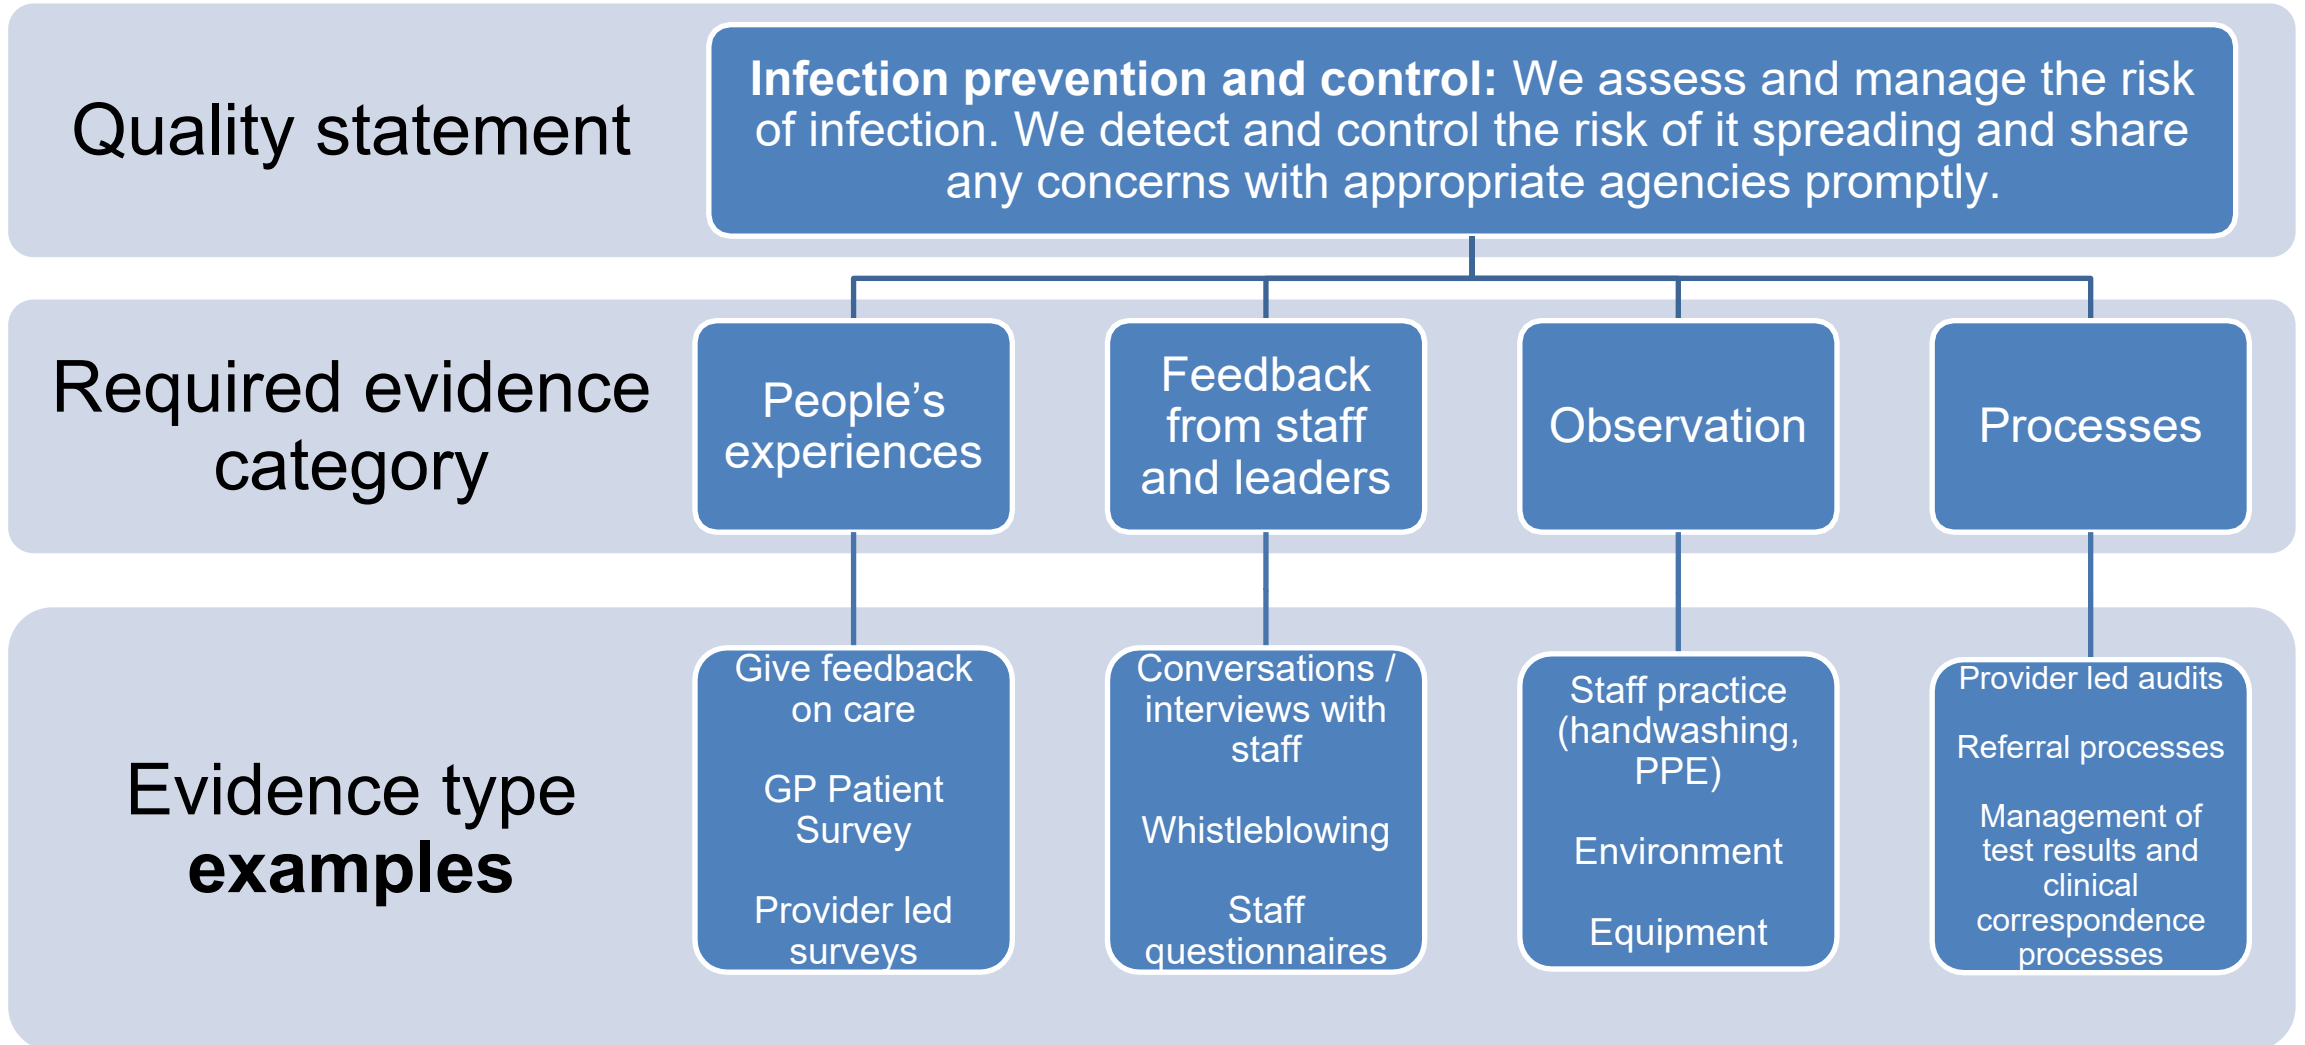 Quality statement
Infection prevention and control: We assess and manage the risk
of infection. We detect and control the risk of it spreading and share
any concerns with appropriate agencies promptly.
Required evidence
category
People’s
experiences
Feedback
from staff
and leaders
Observation
Processes
Evidence type
examples
Give feedback
on care
GP Patient
Survey
Provider led
surveys
Conversations /
interviews with
staff
Whistleblowing
Staff
questionnaires
Staff practice
(handwashing,
PPE)
Environment
Equipment
Provider led audits
Referral processes
Management of
test results and
clinical
correspondence
processes